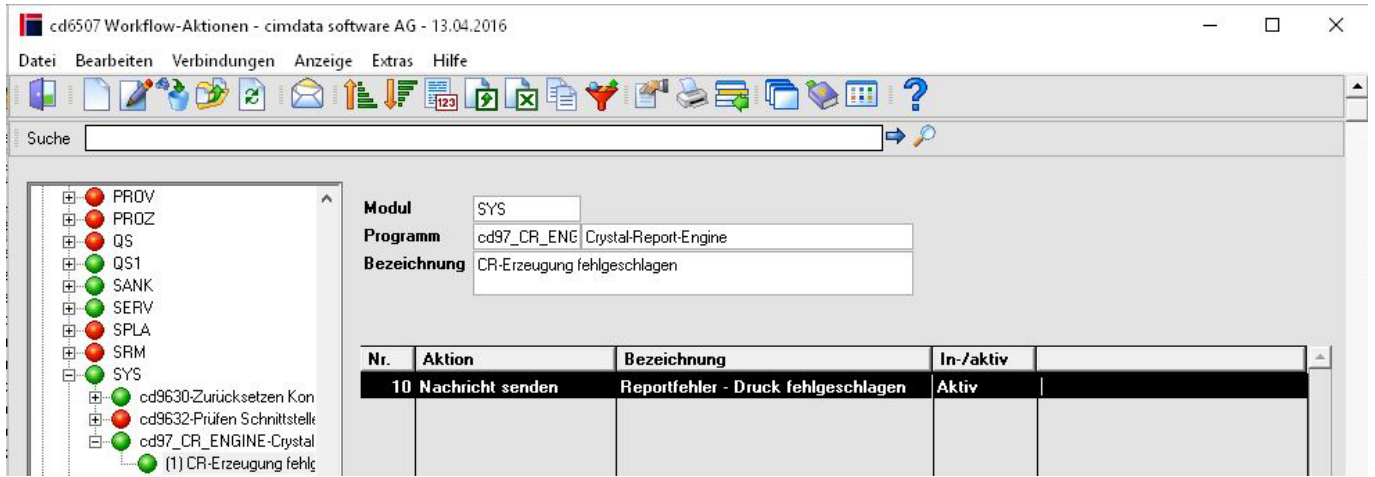 cd6507 Workflow-Aktionen - cimdata software AG - 13.04.2016
Datei Bearbeiten Verbindungen Anzeige Extras Hilfe
123
Suche
PROV
PROZ
QS
QS1
SANK
SERV
SPLA
SRM
SYS
cd9630-Zurücksetzen Kon
cd9632-Prüfen Schnittstelle
cd97_CR_ENGINE-Crystal
(1) CR-Erzeugung fehlg
Modul SYS
Programm cd97_CR_ENG Crystal-Report-Engine
Bezeichnung CR-Erzeugung fehlgeschlagen
Nr. Aktion Bezeichnung In-/aktiv
10 Nachricht senden Reportfehler - Druck fehlgeschlagen Aktiv